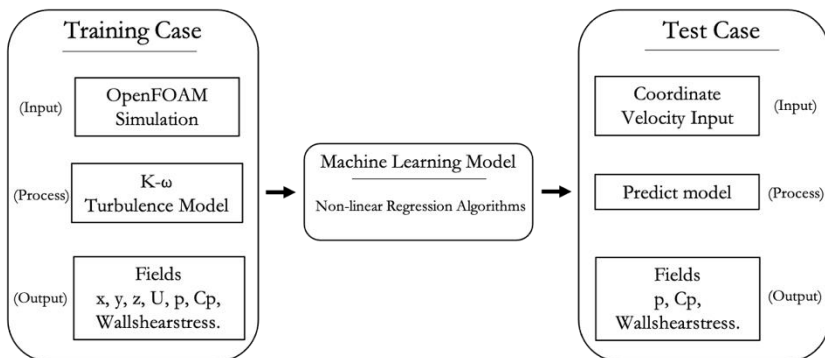 Training Case
(Input)
OpenFOAM
Simulation
(Process)
K-ω
Turbulence Model
(Output)
Fields
x, y, z, U, p, Cp,
Wallshearstress.
Machine Learning Model
Non-linear Regression Algorithms
Test Case
Coordinate
Velocity Input
(Input)
Predict model
(Process)
Fields
p, Cp,
Wallshearstress.
(Output)